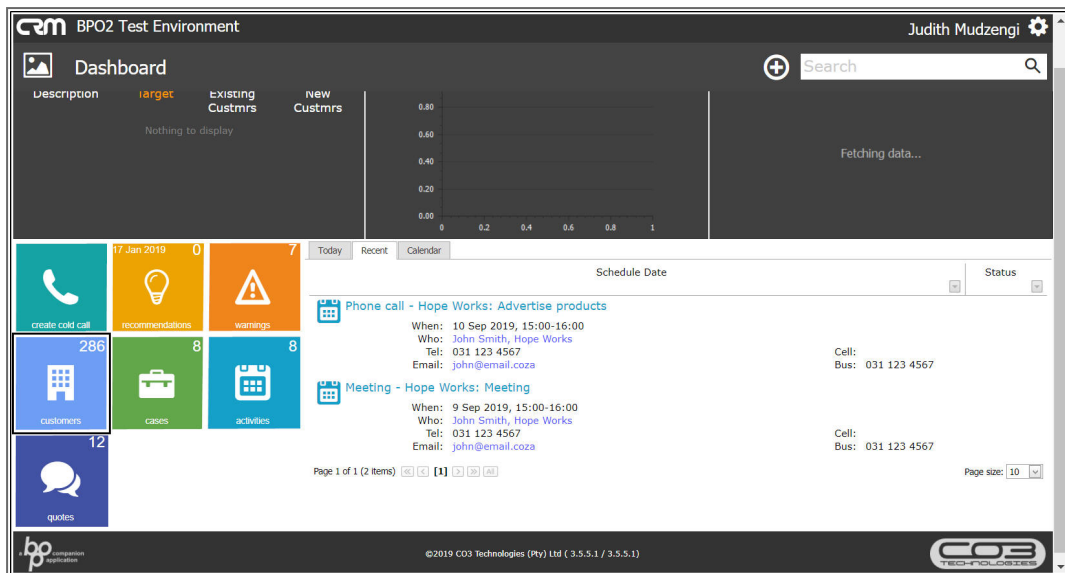 CRM BPO2 Test Environment
Judith Mudzengi
Dashboard
Search
Description Target Existing Custmrs New Custmrs
Nothing to display
0.80
0.60
0.40
0.20
0.00
0 0.2 0.4 0.6 0.8 1
Fetching data...
create cold call
17 Jan 2019 0
recommendations
7
warnings
286
customers
8
cases
8
activities
12
quotes
Today Recent Calendar
Schedule Date Status
Phone call - Hope Works: Advertise products
When: 10 Sep 2019, 15:00-16:00
Who: John Smith, Hope Works
Tel: 031 123 4567 Cell:
Email: john@email.coza Bus: 031 123 4567
Meeting - Hope Works: Meeting
When: 9 Sep 2019, 15:00-16:00
Who: John Smith, Hope Works
Tel: 031 123 4567 Cell:
Email: john@email.coza Bus: 031 123 4567
Page 1 of 1 (2 items) [1] All Page size: 10
a bp companion application
©2019 CO3 Technologies (Pty) Ltd ( 3.5.5.1 / 3.5.5.1)
CO3
TECHNOLOGIES